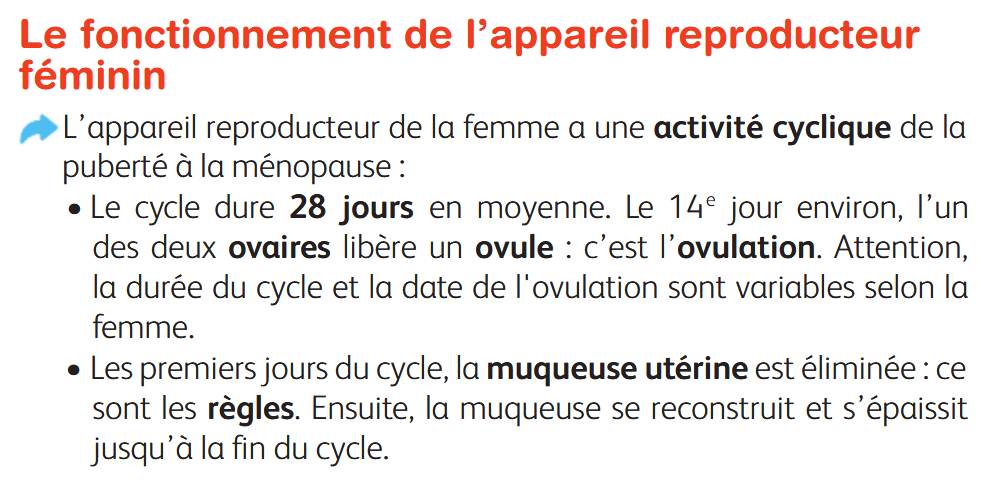 Le fonctionnement de l’appareil reproducteur
féminin
L’appareil reproducteur de la femme a une activité cyclique de la
puberté à la ménopause :
• Le cycle dure 28 jours en moyenne. Le 14e jour environ, l’un
des deux ovaires libère un ovule : c’est l’ovulation. Attention,
la durée du cycle et la date de l'ovulation sont variables selon la
femme.
• Les premiers jours du cycle, la muqueuse utérine est éliminée : ce
sont les règles. Ensuite, la muqueuse se reconstruit et s’épaissit
jusqu’à la fin du cycle.